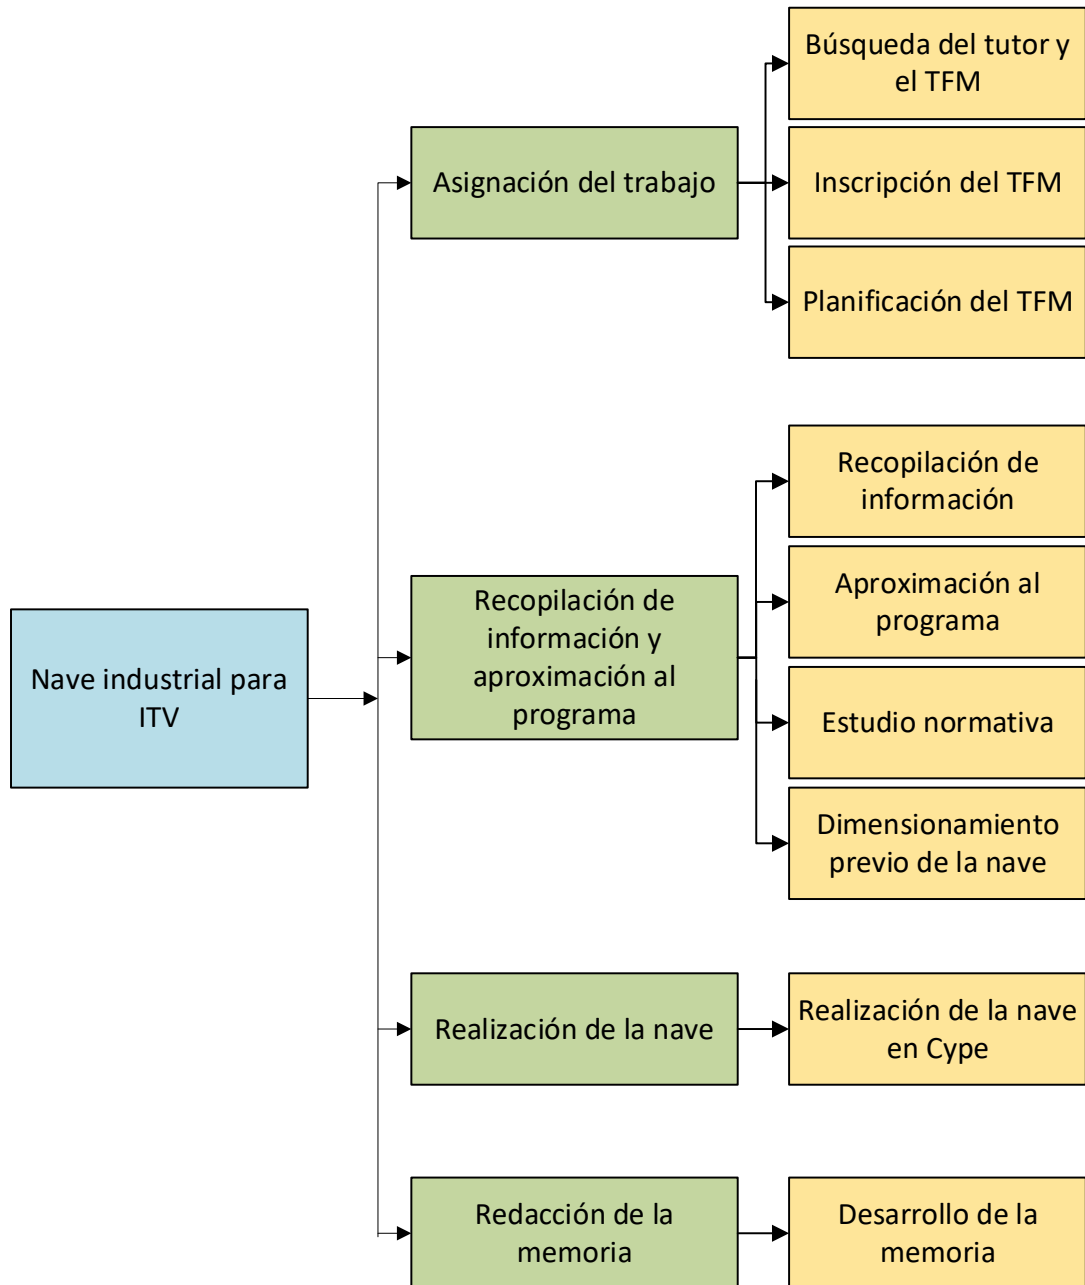 Búsqueda del tutor y
el TFM
Asignación del trabajo
Inscripción del TFM
Planificación del TFM
Recopilación de
información
Aproximación al
programa
Recopilación de
información y
aproximación al
programa
Nave industrial para
ITV
Estudio normativa
Dimensionamiento
previo de la nave
Realización de la nave
Realización de la nave
en Cype
Redacción de la
memoria
Desarrollo de la
memoria